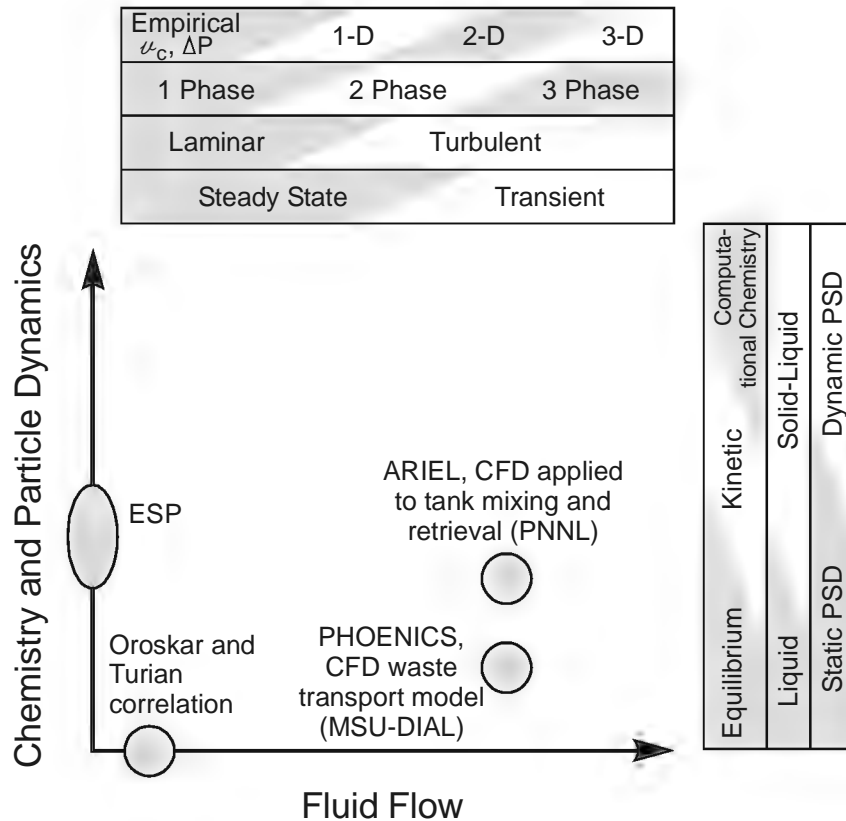 Empirical
𝜈c, ΔP
1-D
2-D
3-D
1 Phase
2 Phase
3 Phase
Laminar
Turbulent
Steady State
Transient
Chemistry and Particle Dynamics
ESP
ARIEL, CFD applied
to tank mixing and
retrieval (PNNL)
Oroskar and
Turian
correlation
PHOENICS,
CFD waste
transport model
(MSU-DIAL)
Fluid Flow
Equilibrium
Kinetic
Computa-
tional Chemistry
Liquid
Solid-Liquid
Static PSD
Dynamic PSD